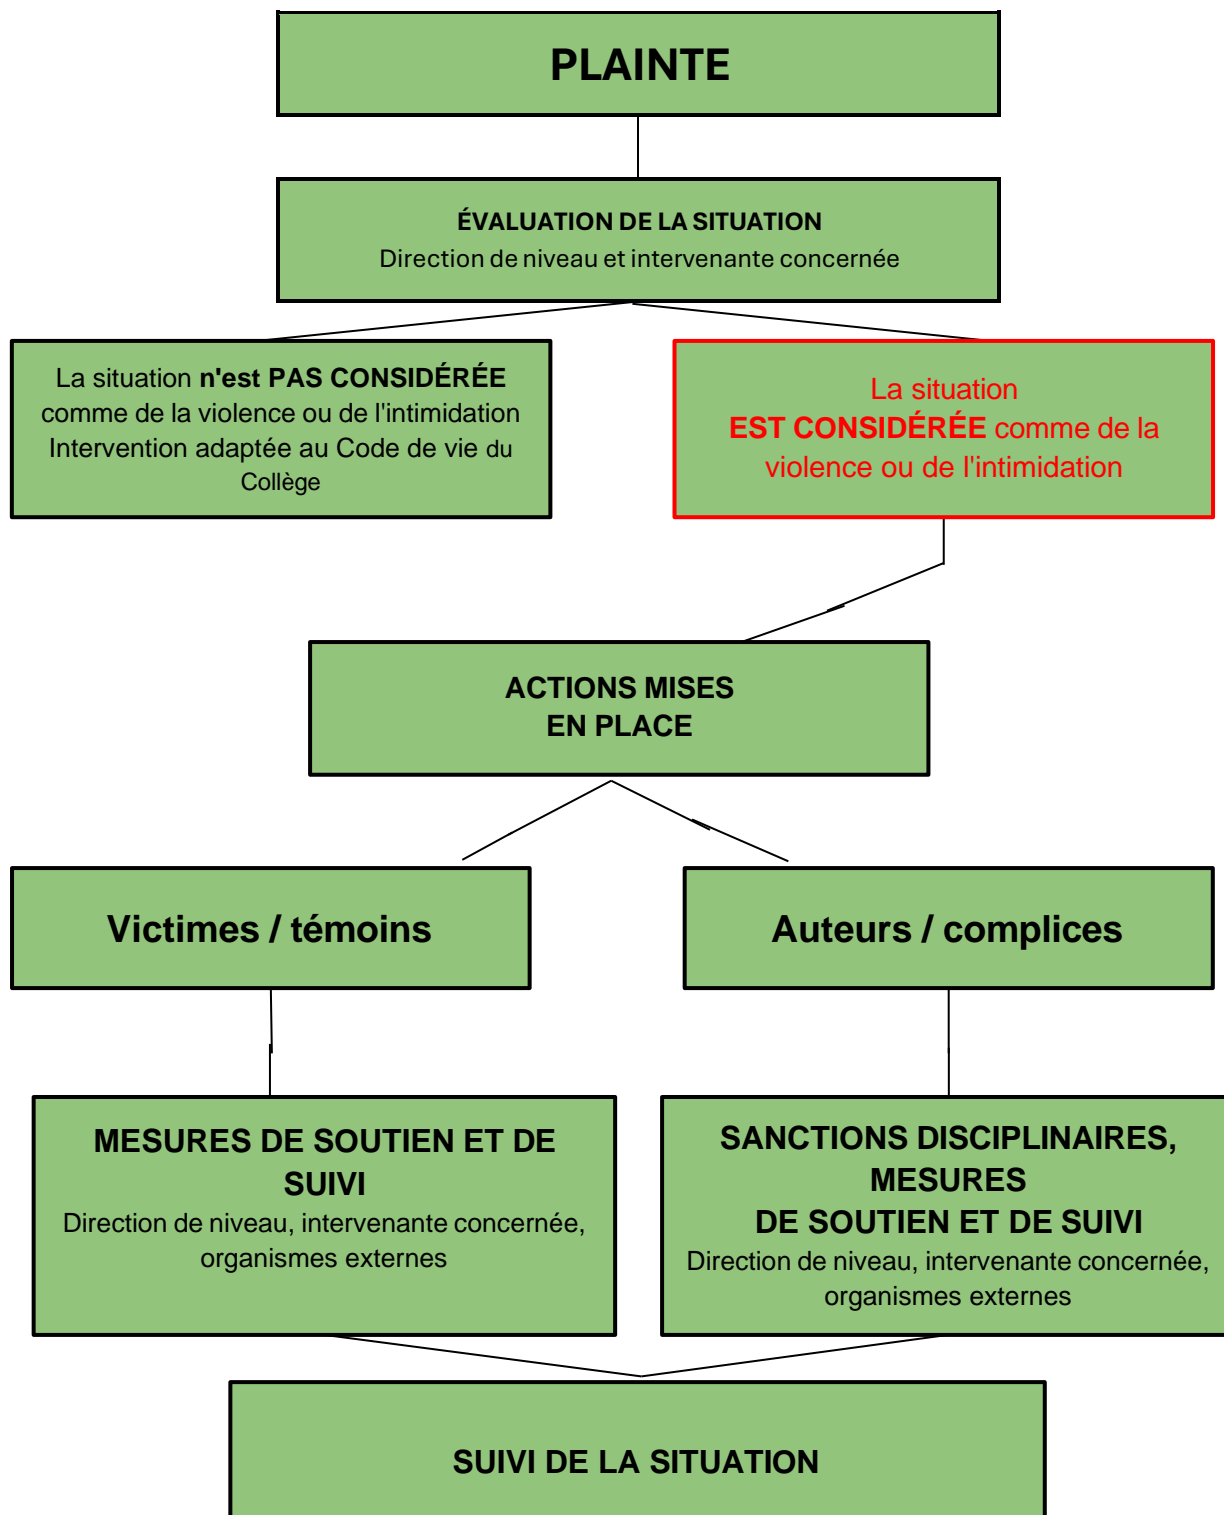 PLAINTE
ÉVALUATION DE LA SITUATION
Direction de niveau et intervenante concernée
La situation n'est PAS CONSIDÉRÉE
comme de la violence ou de l'intimidation
Intervention adaptée au Code de vie du
Collège
La situation
EST CONSIDÉRÉE comme de la
violence ou de l'intimidation
ACTIONS MISES
EN PLACE
Victimes / témoins
Auteurs / complices
MESURES DE SOUTIEN ET DE
SUIVI
Direction de niveau, intervenante concernée,
organismes externes
SANCTIONS DISCIPLINAIRES,
MESURES
DE SOUTIEN ET DE SUIVI
Direction de niveau, intervenante concernée,
organismes externes
SUIVI DE LA SITUATION